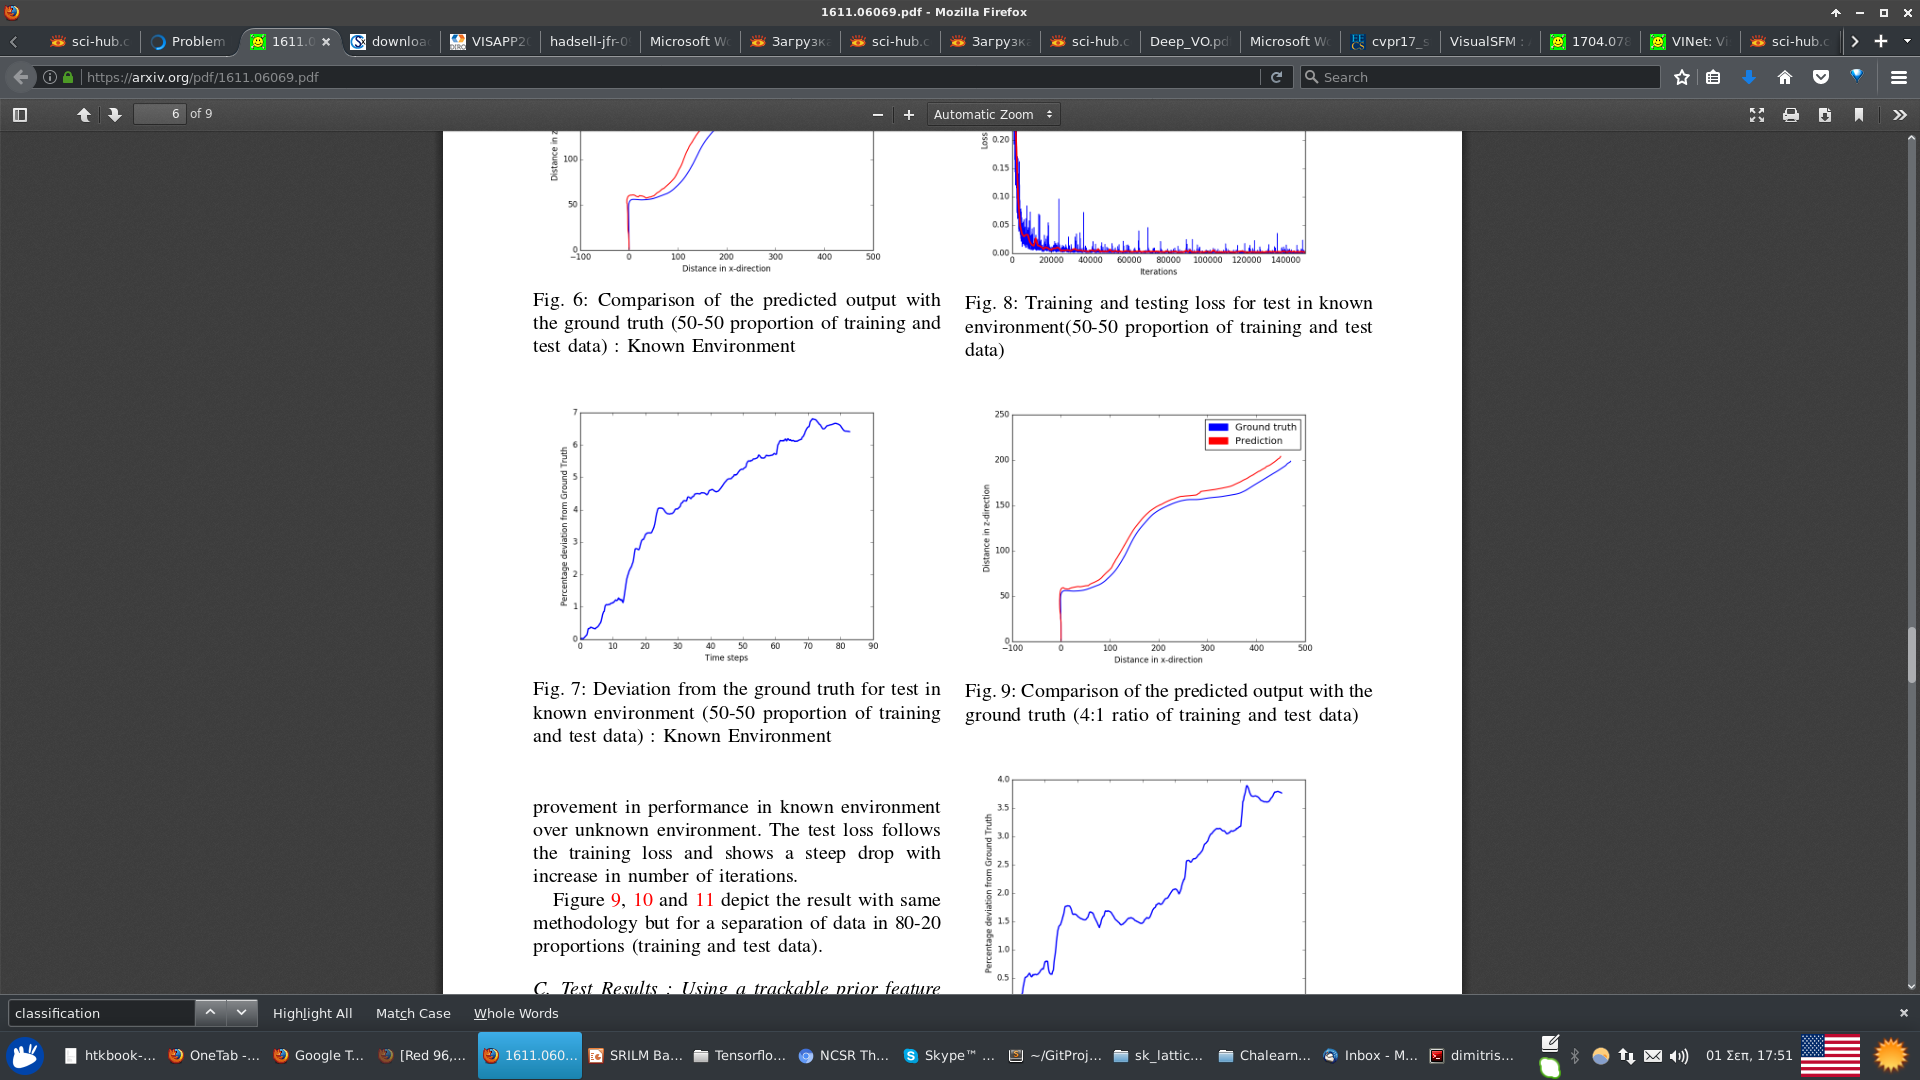 1611.06069.pdf - Mozilla Firefox
sci-hub.c
Problem
1611.0
downloa
VISAPP2
hadsell-jfr-0
Microsoft W
Загрузк
sci-hub.c
Загрузк
sci-hub.c
Deep_VO.pd
Microsoft W
cvpr17_s
VisualSFM :
1704.078
VINet: Vi
sci-hub.c
https://arxiv.org/pdf/1611.06069.pdf
Search
6 of 9
Automatic Zoom
100
50
0
−100 0 100 200 300 400 500
Distance in x-direction
Distance in z
Fig. 6: Comparison of the predicted output with
the ground truth (50-50 proportion of training and
test data) : Known Environment
7
6
5
4
3
2
1
0
0 10 20 30 40 50 60 70 80 90
Time steps
Percentage deviation from Ground Truth
Fig. 7: Deviation from the ground truth for test in
known environment (50-50 proportion of training
and test data) : Known Environment
provement in performance in known environment
over unknown environment. The test loss follows
the training loss and shows a steep drop with
increase in number of iterations.
Figure 9, 10 and 11 depict the result with same
methodology but for a separation of data in 80-20
proportions (training and test data).
C. Test Results : Using a trackable prior feature
Loss
0.20
0.15
0.10
0.05
0.00
0 20000 40000 60000 80000 100000 120000 140000
Iterations
Fig. 8: Training and testing loss for test in known
environment(50-50 proportion of training and test
data)
250
200
150
100
50
0
−100 0 100 200 300 400 500
Distance in x-direction
Distance in z-direction
Ground truth
Prediction
Fig. 9: Comparison of the predicted output with the
ground truth (4:1 ratio of training and test data)
4.0
3.5
3.0
2.5
2.0
1.5
1.0
0.5
Percentage deviation from Ground Truth
classification
Highlight All
Match Case
Whole Words
htkbook-...
OneTab -...
Google T...
[Red 96,...
1611.060...
SRILM Ba...
Tensorflo...
NCSR Th...
Skype™ ...
~/GitProj...
sk_lattic...
Chalearn...
Inbox - M...
dimitris...
01 Σεπ, 17:51